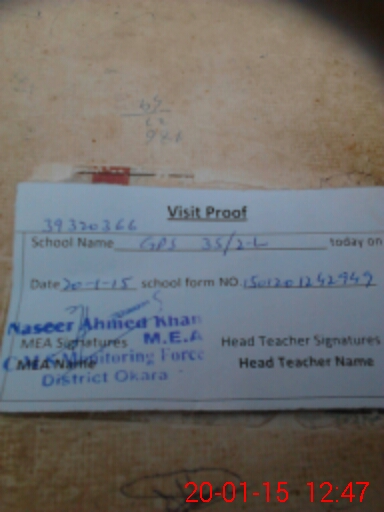 Visit Proof
39320366
School Name GPS 35/2-L today on
Date 20-1-15 school form NO. 1501201242949
Naseer Ahmed Khan
MEA Signatures M.E.A Head Teacher Signatures
C.M.S Monitoring Force
MEA Name Head Teacher Name
District Okara
20-01-15 12:47